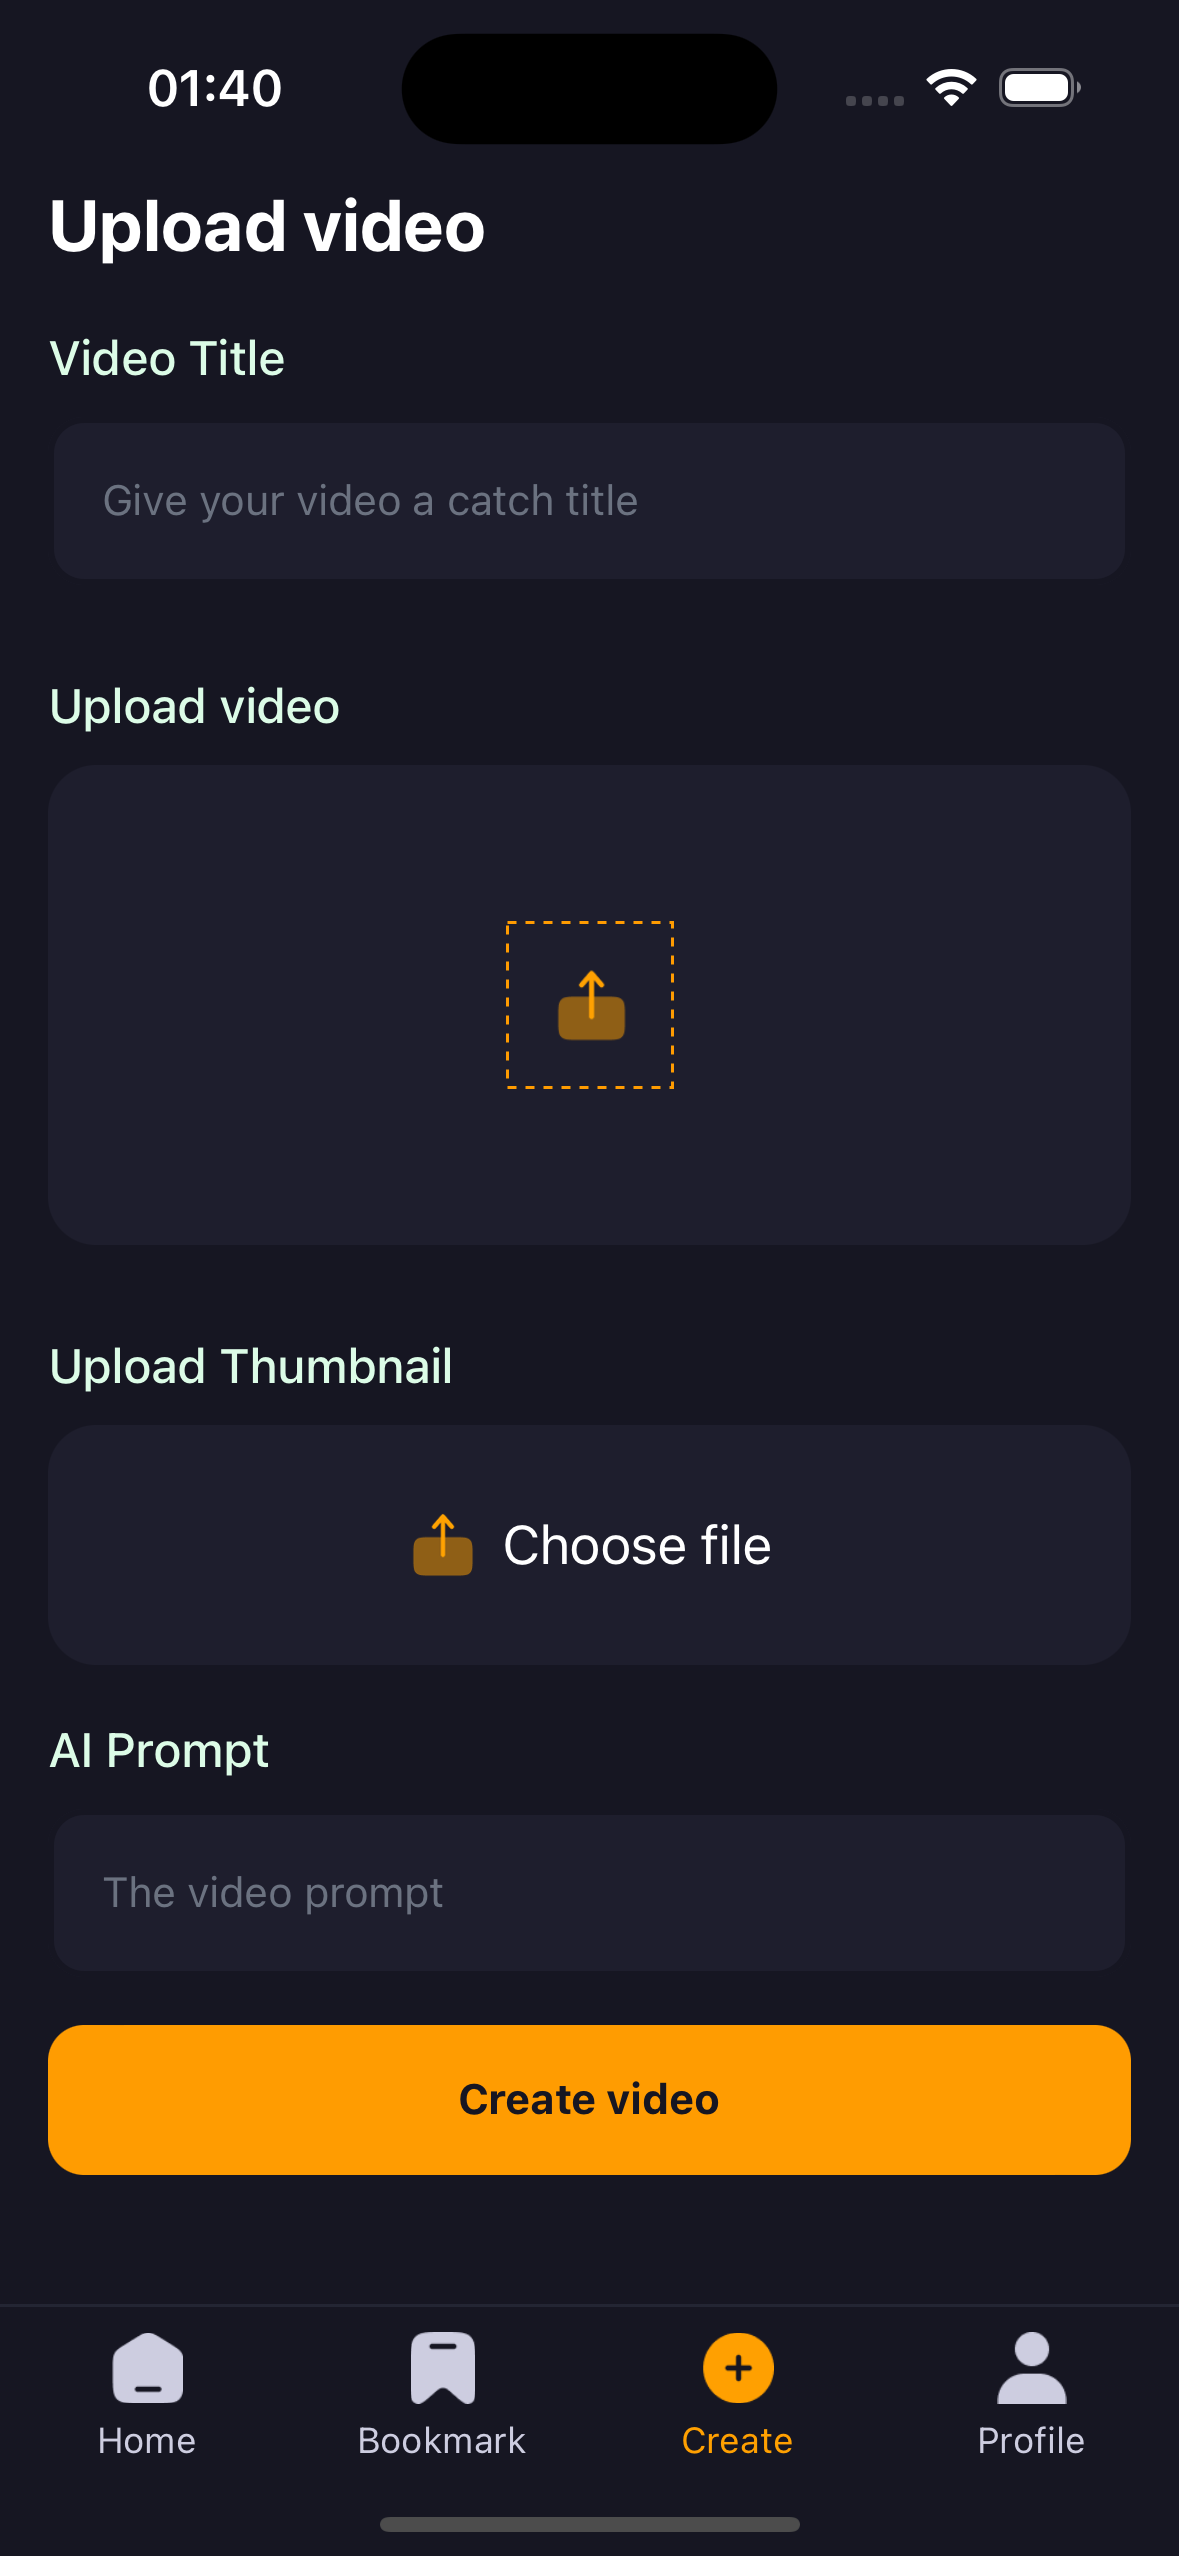 01:40
Upload video
Video Title
Give your video a catch title
Upload video
Upload Thumbnail
Choose file
AI Prompt
The video prompt
Create video
Home
Bookmark
Create
Profile